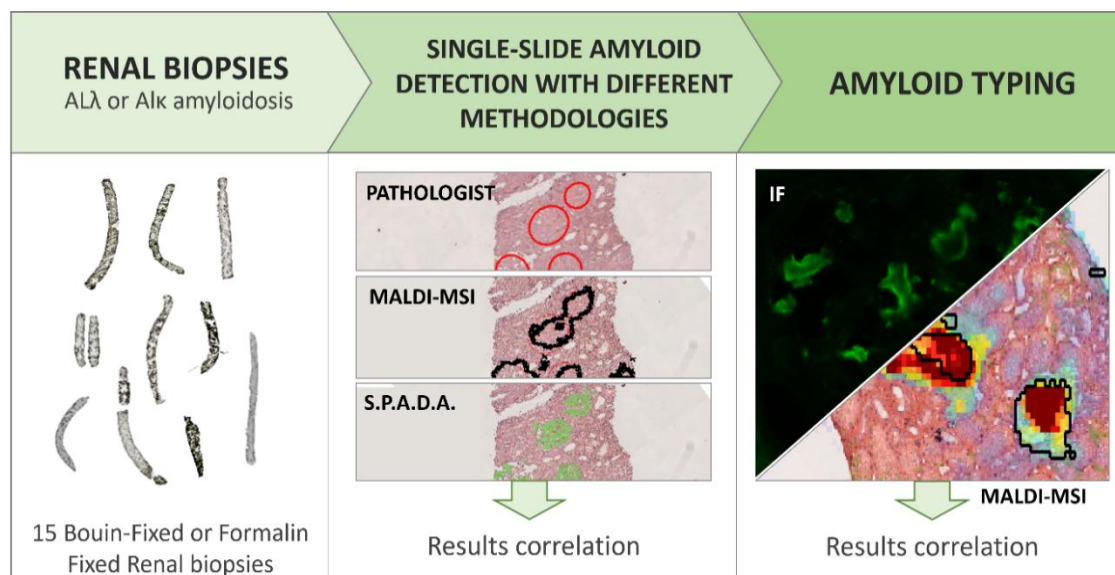 RENAL BIOPSIES
ALλ or Alκ amyloidosis
15 Bouin-Fixed or Formalin
Fixed Renal biopsies
SINGLE-SLIDE AMYLOID
DETECTION WITH DIFFERENT
METHODOLOGIES
PATHOLOGIST
MALDI-MSI
S.P.A.D.A.
Results correlation
AMYLOID TYPING
IF
MALDI-MSI
Results correlation